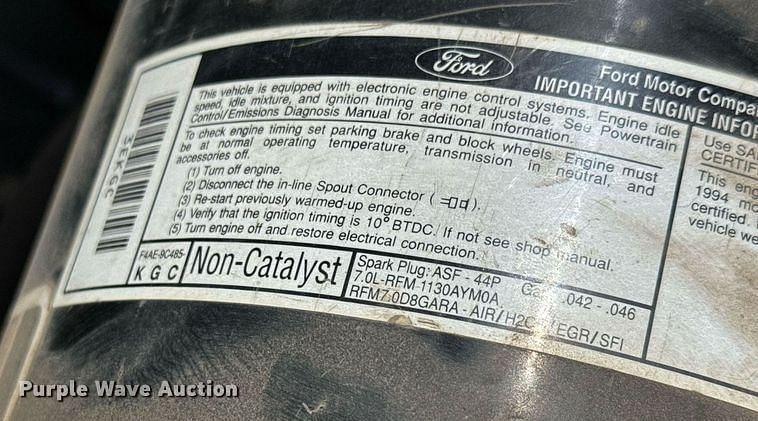 Ford
Ford Motor Compa
IMPORTANT ENGINE INFOR
This vehicle is equipped with electronic engine control systems. Engine idle
speed, idle mixture, and ignition timing are not adjustable. See Powertrain
Control/Emissions Diagnosis Manual for additional information.
To check engine timing set parking brake and block wheels. Engine must
be at normal operating temperature, transmission in neutral, and
accessories off.
(1) Turn off engine.
(2) Disconnect the in-line Spout Connector ( ).
(3) Re-start previously warmed-up engine.
(4) Verify that the ignition timing is 10° BTDC. If not see shop manual.
(5) Turn engine off and restore electrical connection.
Use SA
CERTIF
This eng
1994 mo
certified
vehicle we
3 KGC
F4AE-9C485-
K G C
Non-Catalyst
Spark Plug: ASF - 44P .042 - .046
7.0L-RFM-1130AYM0A
RFM7.0D8GARA - AIR/H2O /EGR/SFI
Purple Wave Auction